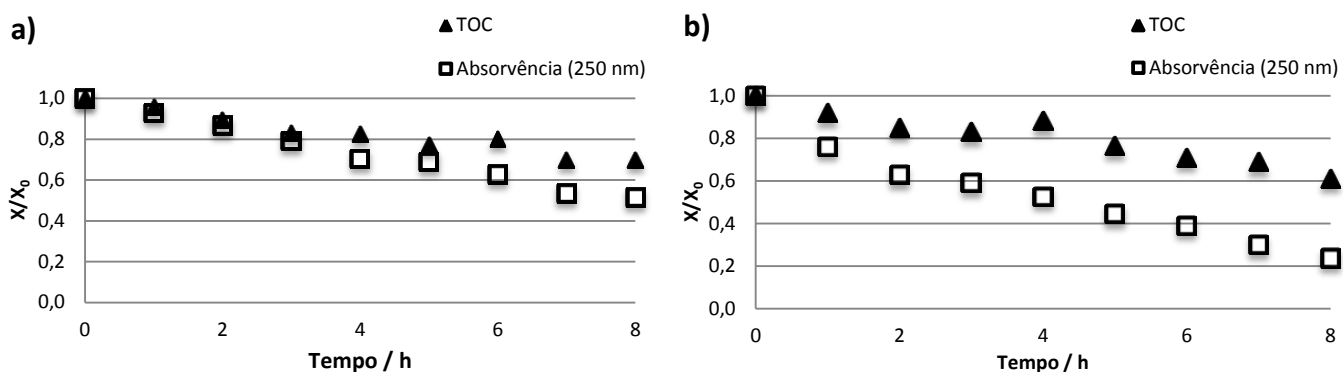 a)
TOC
Absorvência (250 nm)
1,0
0,8
0,6
0,4
0,2
0,0
X/X0
0 2 4 6 8
Tempo / h
b)
TOC
Absorvência (250 nm)
1,0
0,8
0,6
0,4
0,2
0,0
X/X0
0 2 4 6 8
Tempo / h